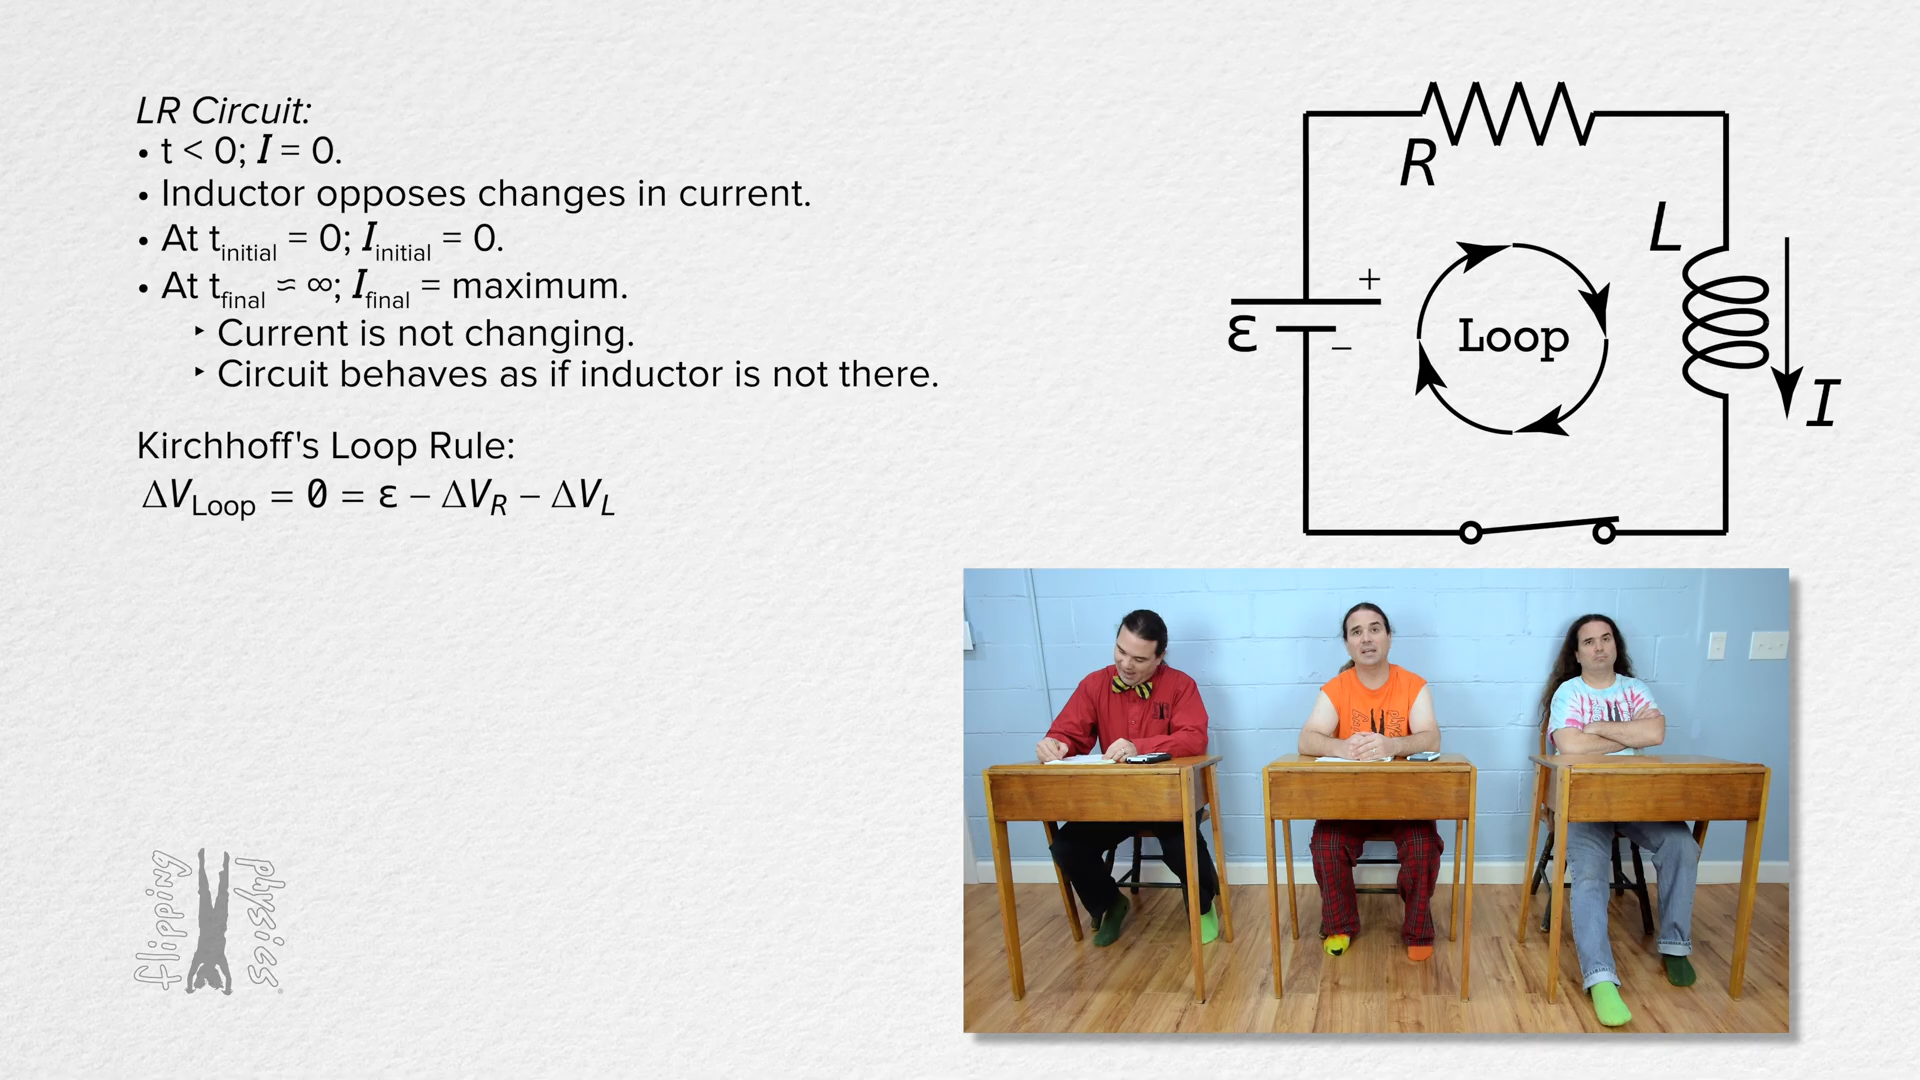 LR Circuit:
• t < 0; I = 0.
• Inductor opposes changes in current.
• At t_initial = 0; I_initial = 0.
• At t_final ≈ ∞; I_final = maximum.
‣ Current is not changing.
‣ Circuit behaves as if inductor is not there.
Kirchhoff's Loop Rule:
ΔV_Loop = 0 = ε – ΔV_R – ΔV_L
R
L
+
ε
–
Loop
I
flipping
physics